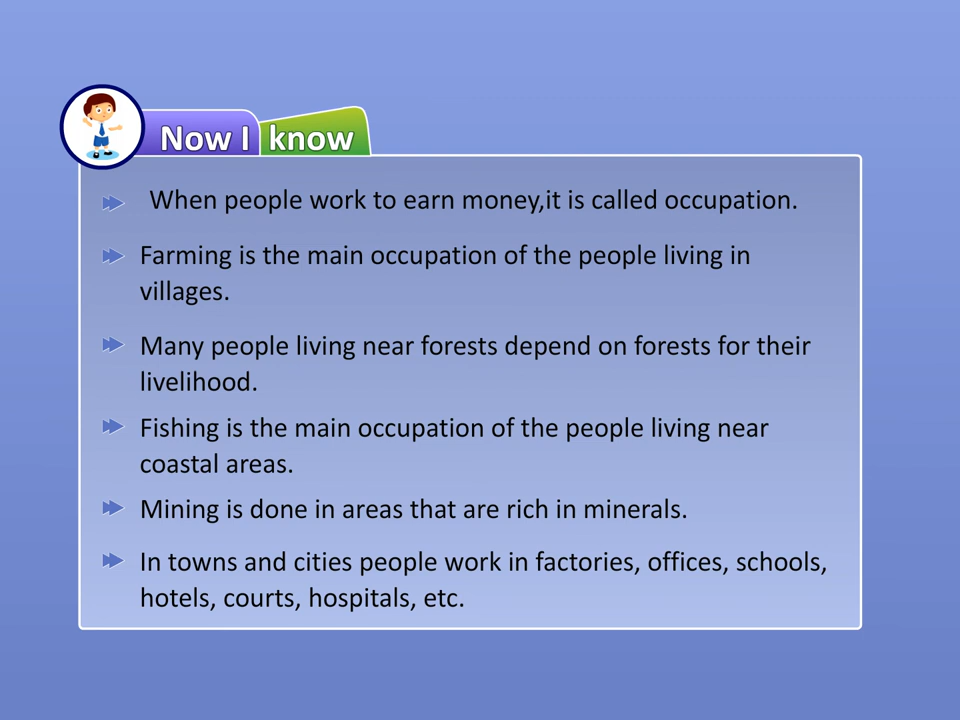 Now I know
When people work to earn money,it is called occupation.
Farming is the main occupation of the people living in
villages.
Many people living near forests depend on forests for their
livelihood.
Fishing is the main occupation of the people living near
coastal areas.
Mining is done in areas that are rich in minerals.
In towns and cities people work in factories, offices, schools,
hotels, courts, hospitals, etc.